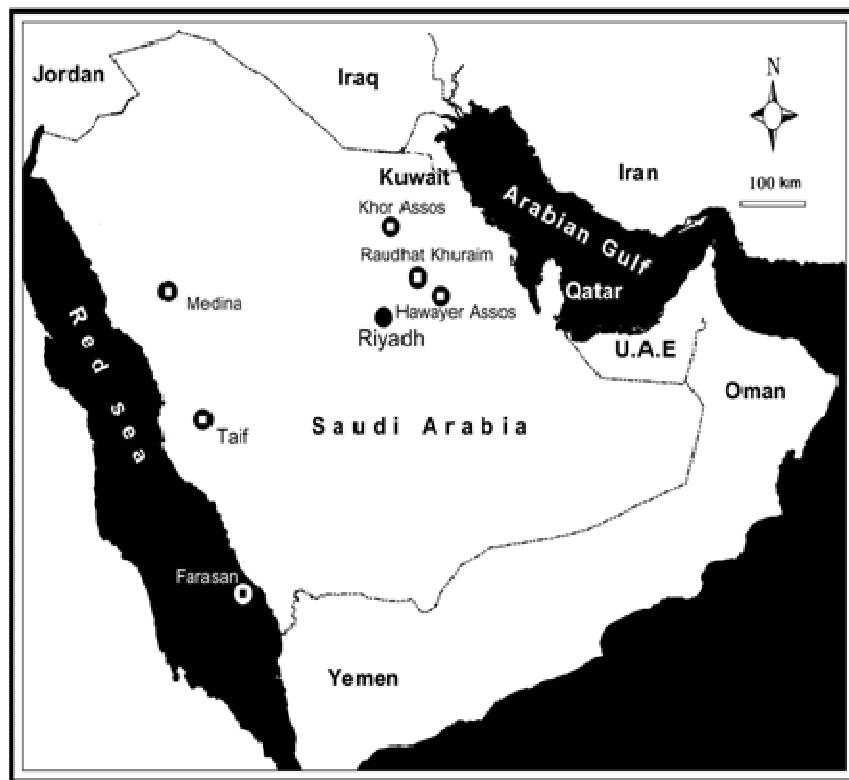 N
Jordan
Iraq
Iran
100 km
Kuwait
Khor Assos
Arabian Gulf
Raudhat Khuraim
Qatar
Medina
Hawayer Assos
Riyadh
Red sea
U.A.E
Oman
Taif
Saudi Arabia
Farasan
Yemen